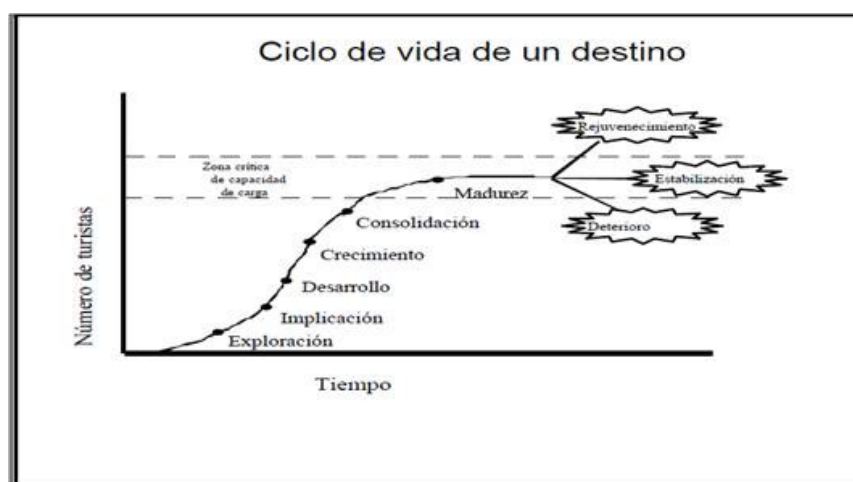 Ciclo de vida de un destino
Rejuvenecimiento
Zona crítica
de capacidad
de carga
Estabilización
Madurez
Consolidación
Deterioro
Crecimiento
Desarrollo
Implicación
Exploración
Número de turistas
Tiempo